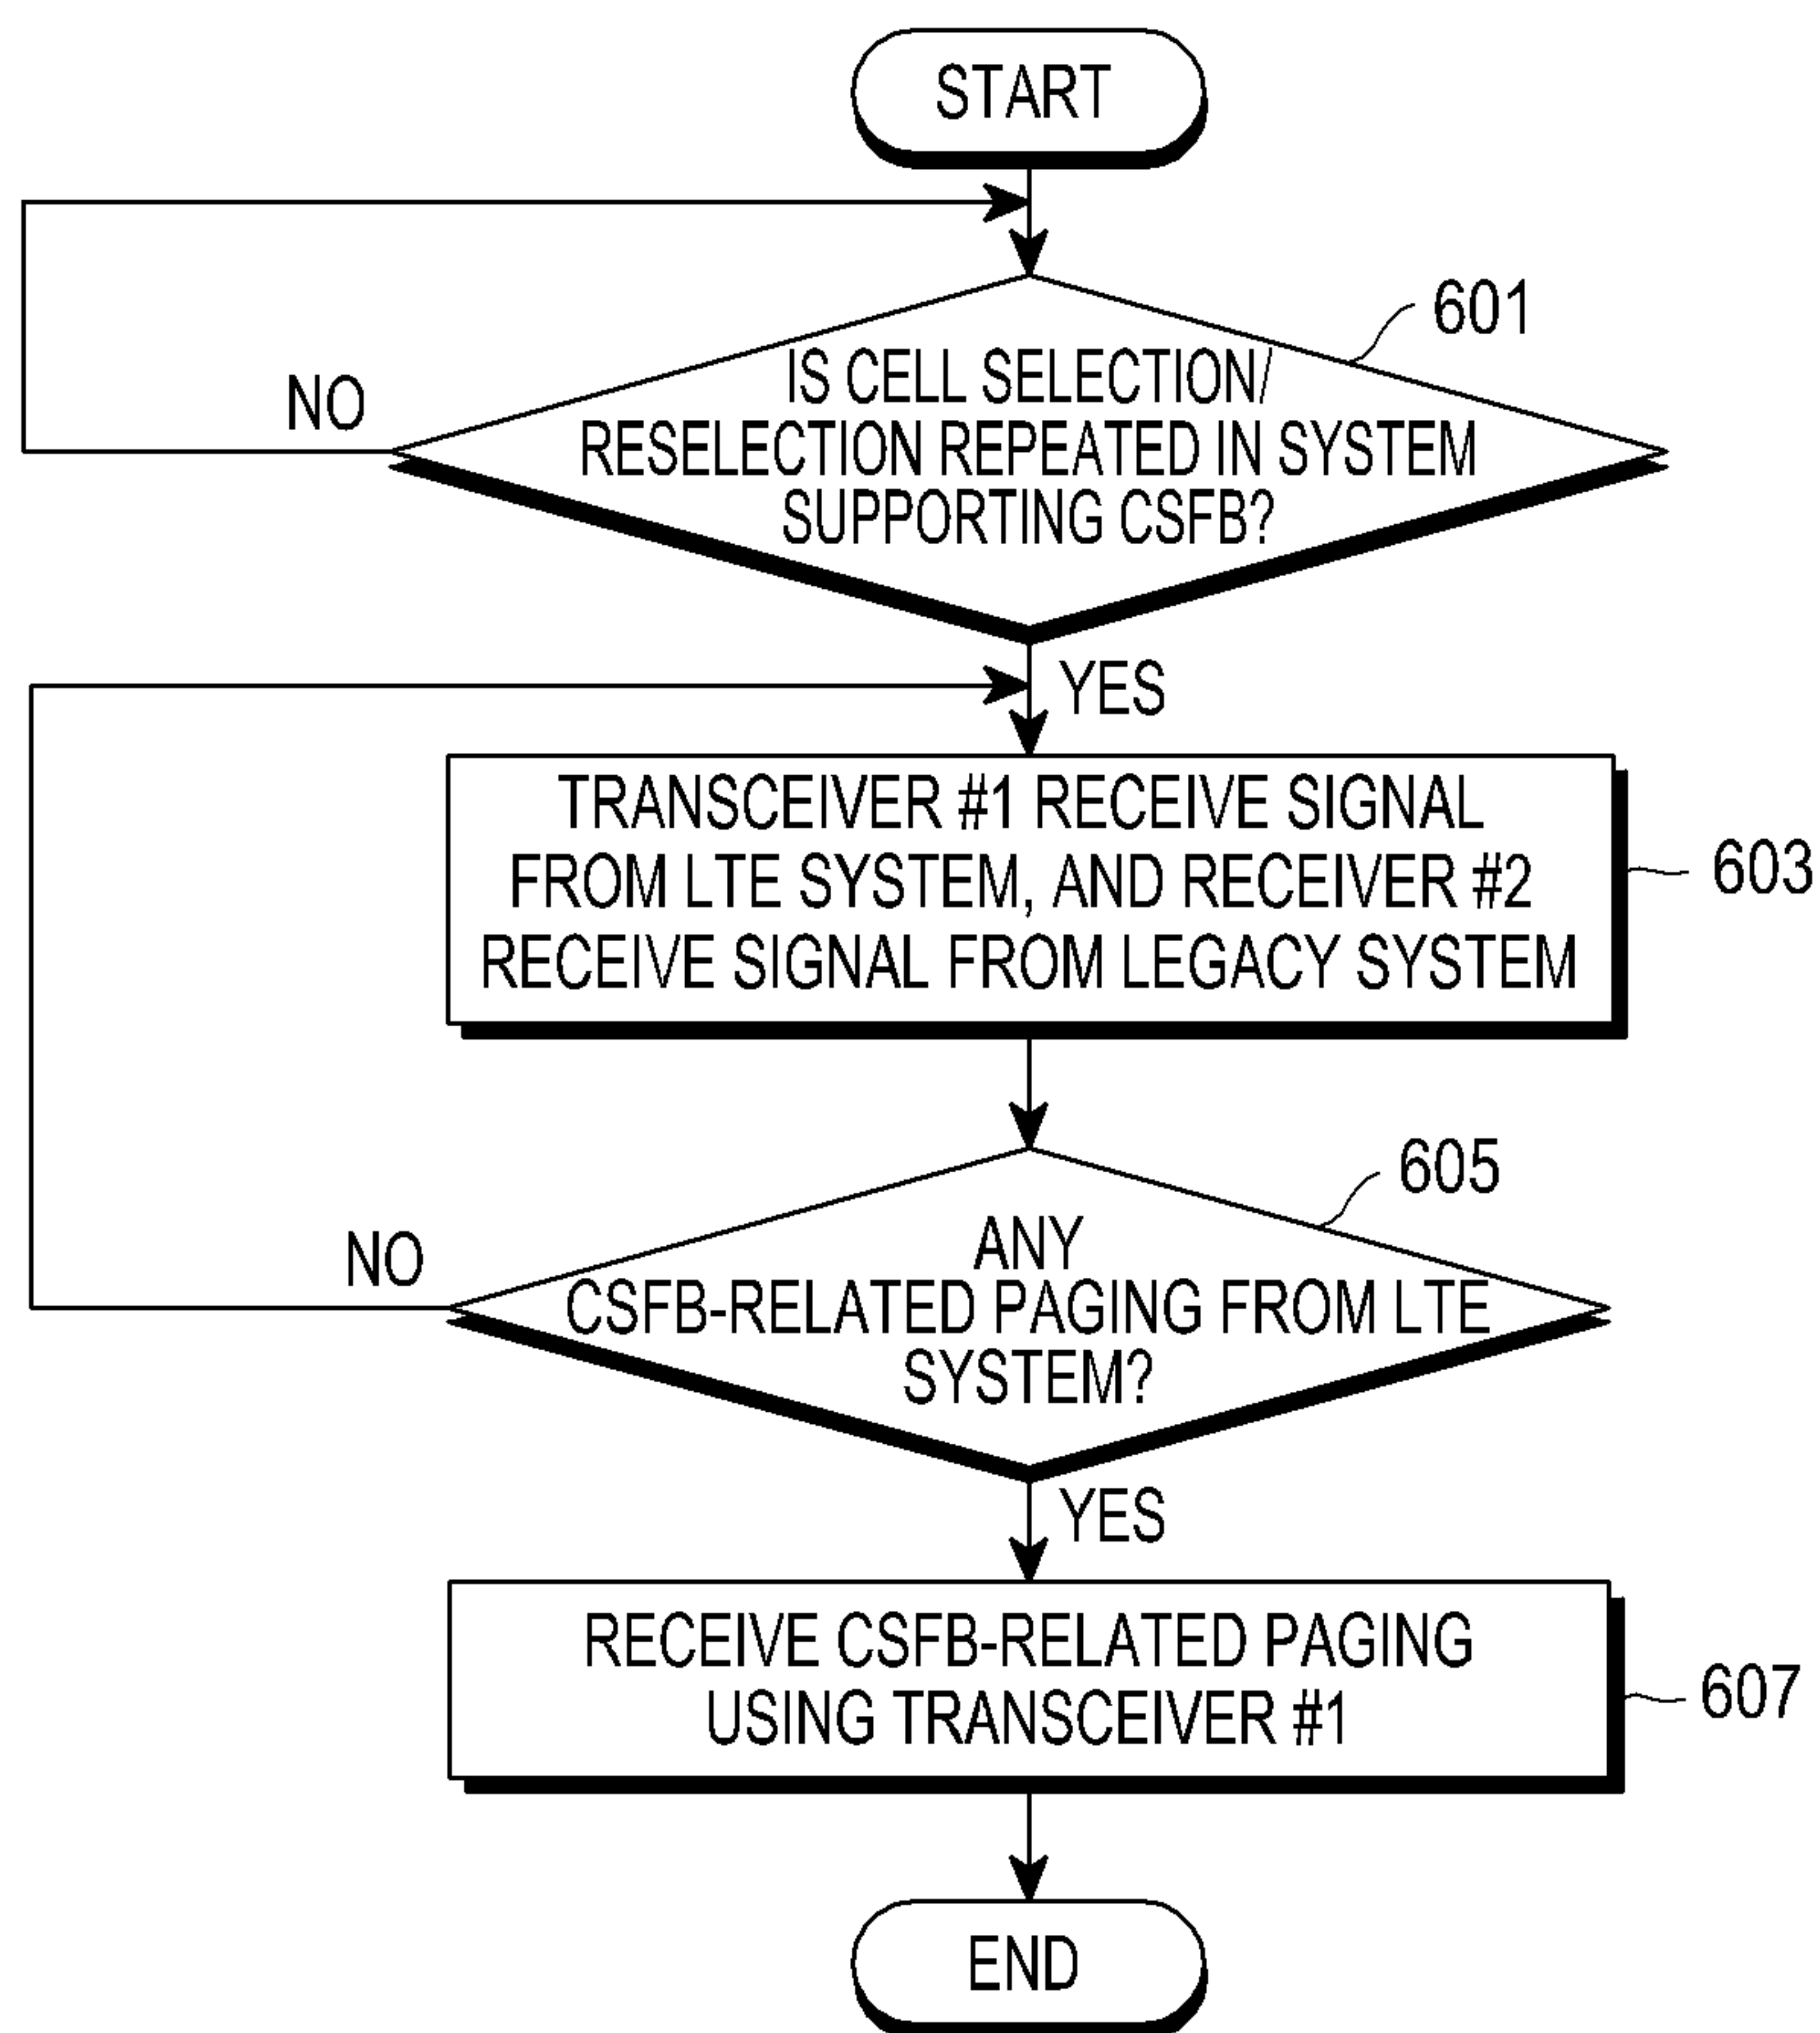 START
601
IS CELL SELECTION/
RESELECTION REPEATED IN SYSTEM
SUPPORTING CSFB?
NO
YES
TRANSCEIVER #1 RECEIVE SIGNAL
FROM LTE SYSTEM, AND RECEIVER #2
RECEIVE SIGNAL FROM LEGACY SYSTEM
603
605
ANY
CSFB-RELATED PAGING FROM LTE
SYSTEM?
NO
YES
RECEIVE CSFB-RELATED PAGING
USING TRANSCEIVER #1
607
END